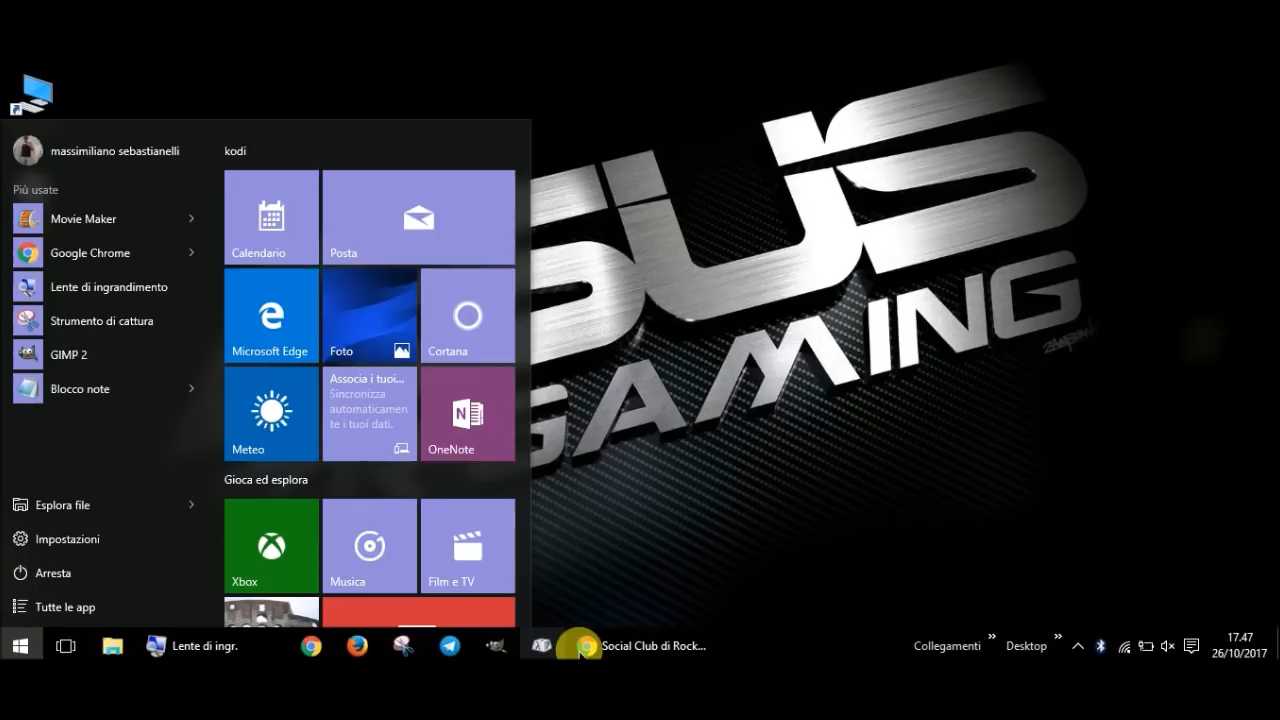 massimiliano sebastianelli
Più usate
Movie Maker
Google Chrome
Lente di ingrandimento
Strumento di cattura
GIMP 2
Blocco note
Esplora file
Impostazioni
Arresta
Tutte le app
kodi
Calendario
Posta
Microsoft Edge
Foto
Cortana
Meteo
Associa i tuoi...
Sincronizza
automaticamen
te i tuoi dati.
OneNote
Gioca ed esplora
Xbox
Musica
Film e TV
SUS
GAMING
Lente di ingr.
Social Club di Rock...
Collegamenti
Desktop
17.47
26/10/2017